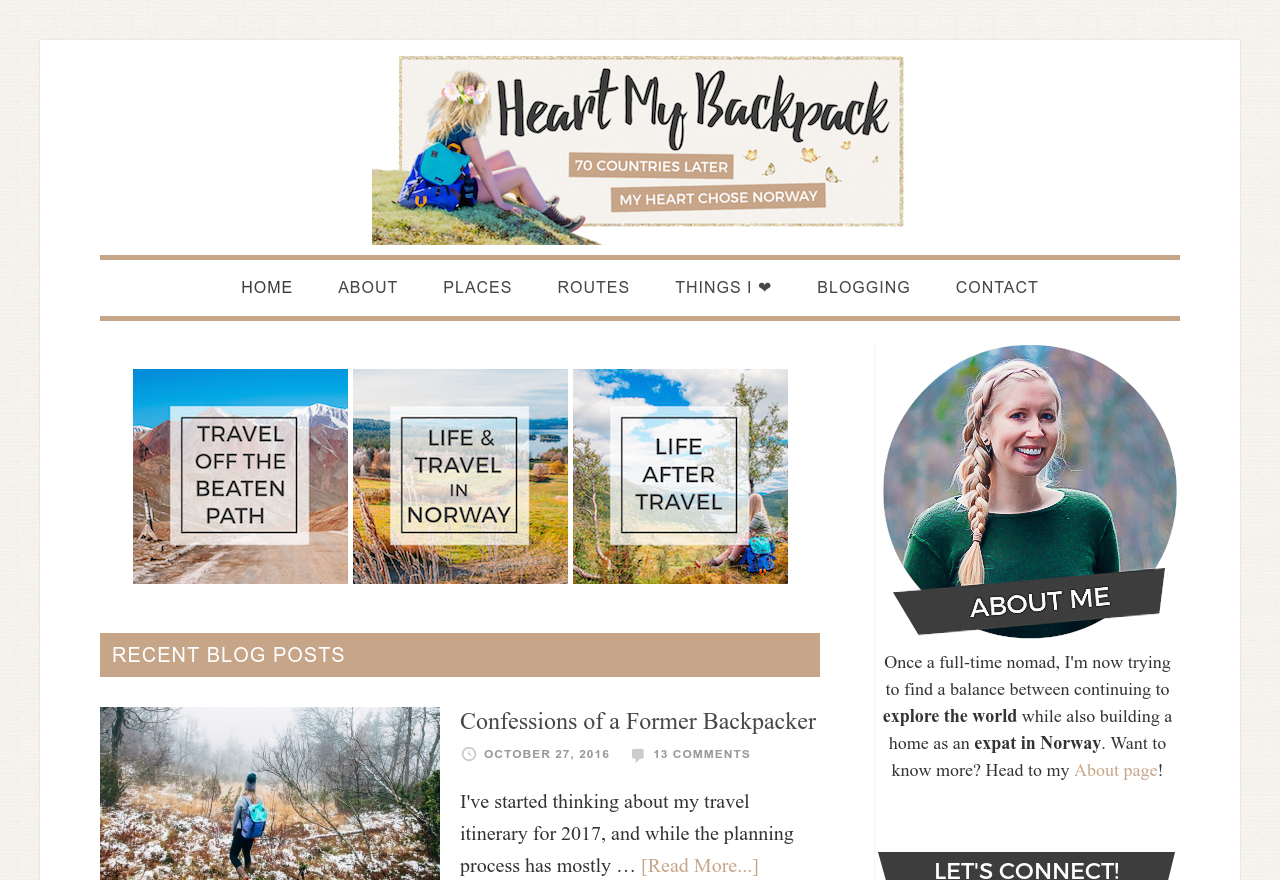 Heart My Backpack
70 COUNTRIES LATER
MY HEART CHOSE NORWAY
HOME ABOUT PLACES ROUTES THINGS I ❤ BLOGGING CONTACT
TRAVEL
OFF THE
BEATEN
PATH
LIFE &
TRAVEL
IN
NORWAY
LIFE
AFTER
TRAVEL
RECENT BLOG POSTS
Confessions of a Former Backpacker
OCTOBER 27, 2016 13 COMMENTS
I've started thinking about my travel
itinerary for 2017, and while the planning
process has mostly … [Read More...]
ABOUT ME
Once a full-time nomad, I'm now trying
to find a balance between continuing to
explore the world while also building a
home as an expat in Norway. Want to
know more? Head to my About page!
LET'S CONNECT!